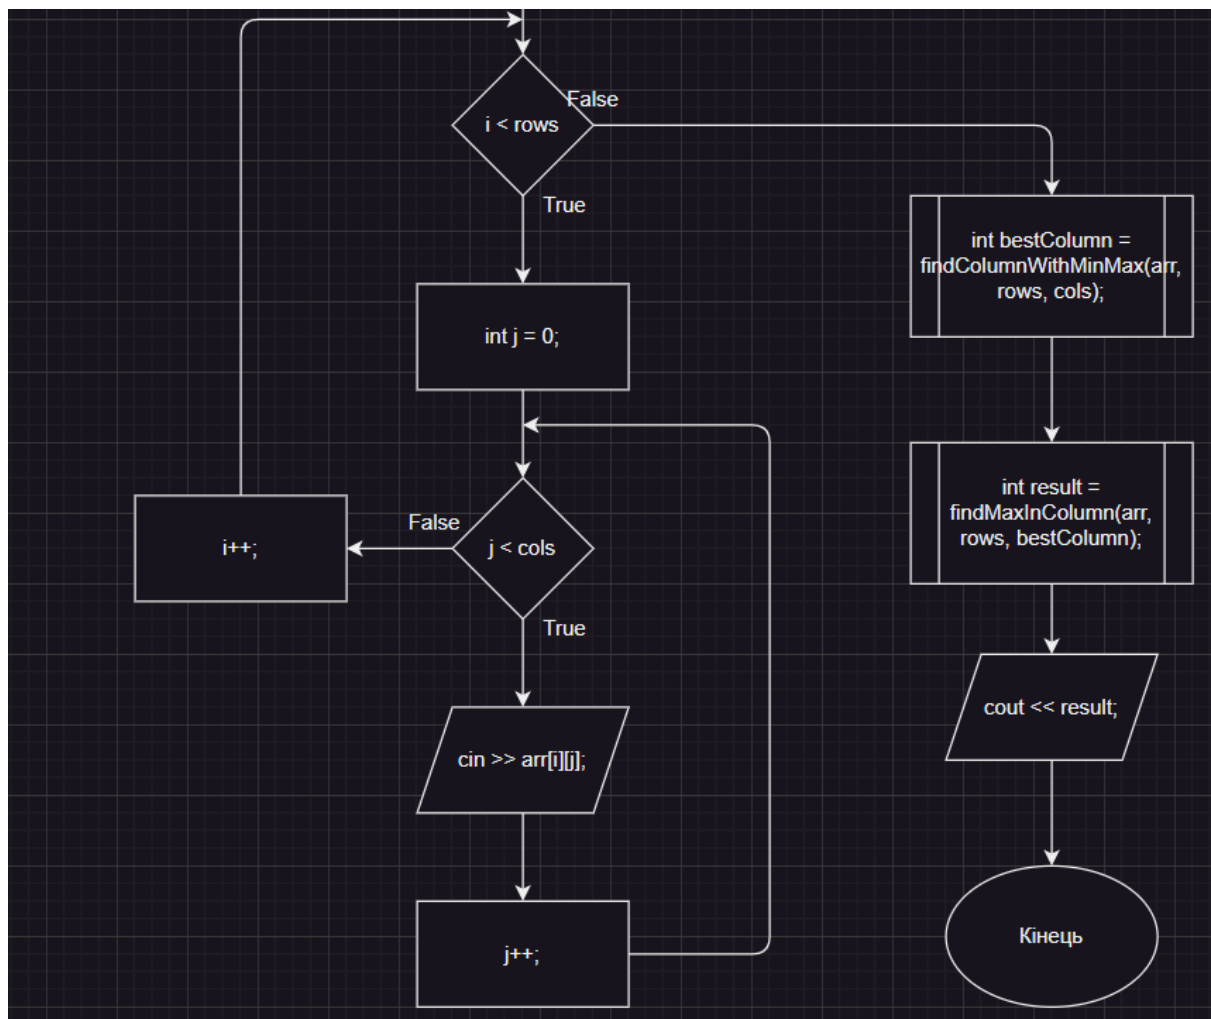 False
i < rows
True
int bestColumn =
findColumnWithMinMax(arr,
rows, cols);
int j = 0;
int result =
findMaxInColumn(arr,
rows, bestColumn);
False
i++;
j < cols
True
cout << result;
cin >> arr[i][j];
Кінець
j++;